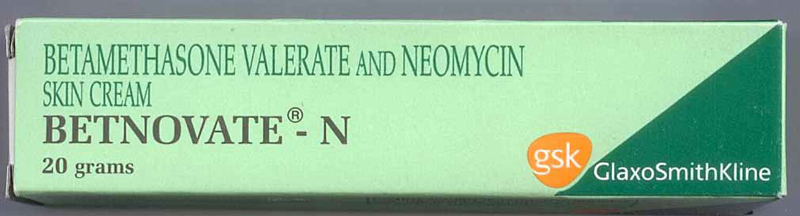 BETAMETHASONE VALERATE AND NEOMYCIN
SKIN CREAM
BETNOVATE® - N
20 grams
gsk
GlaxoSmithKline